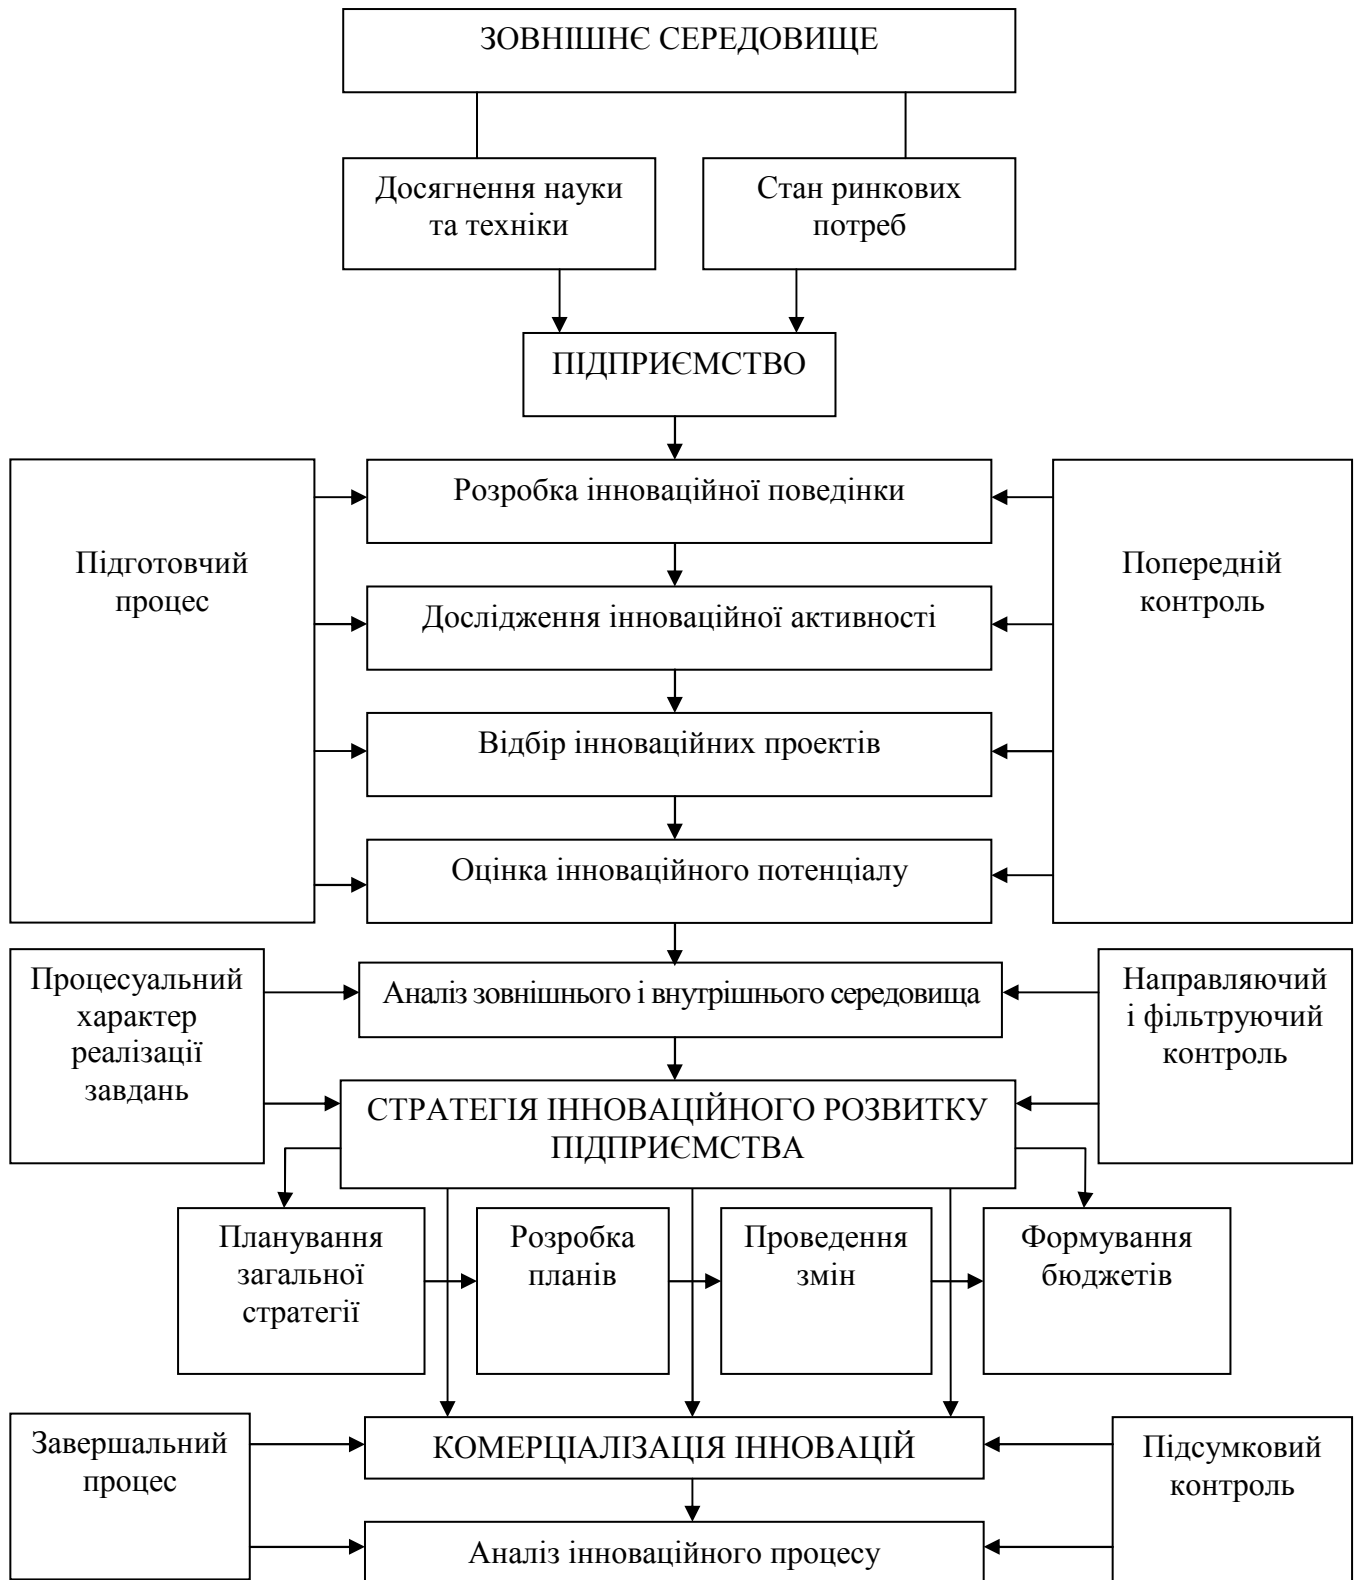 ЗОВНІШНЄ СЕРЕДОВИЩЕ
Досягнення науки
та техніки
Стан ринкових
потреб
ПІДПРИЄМСТВО
Підготовчий
процес
Розробка інноваційної поведінки
Дослідження інноваційної активності
Відбір інноваційних проектів
Оцінка інноваційного потенціалу
Попередній
контроль
Процесуальний
характер
реалізації
завдань
Аналіз зовнішнього і внутрішнього середовища
Направляючий
і фільтруючий
контроль
СТРАТЕГІЯ ІННОВАЦІЙНОГО РОЗВИТКУ
ПІДПРИЄМСТВА
Планування
загальної
стратегії
Розробка
планів
Проведення
змін
Формування
бюджетів
Завершальний
процес
КОМЕРЦІАЛІЗАЦІЯ ІННОВАЦІЙ
Підсумковий
контроль
Аналіз інноваційного процесу